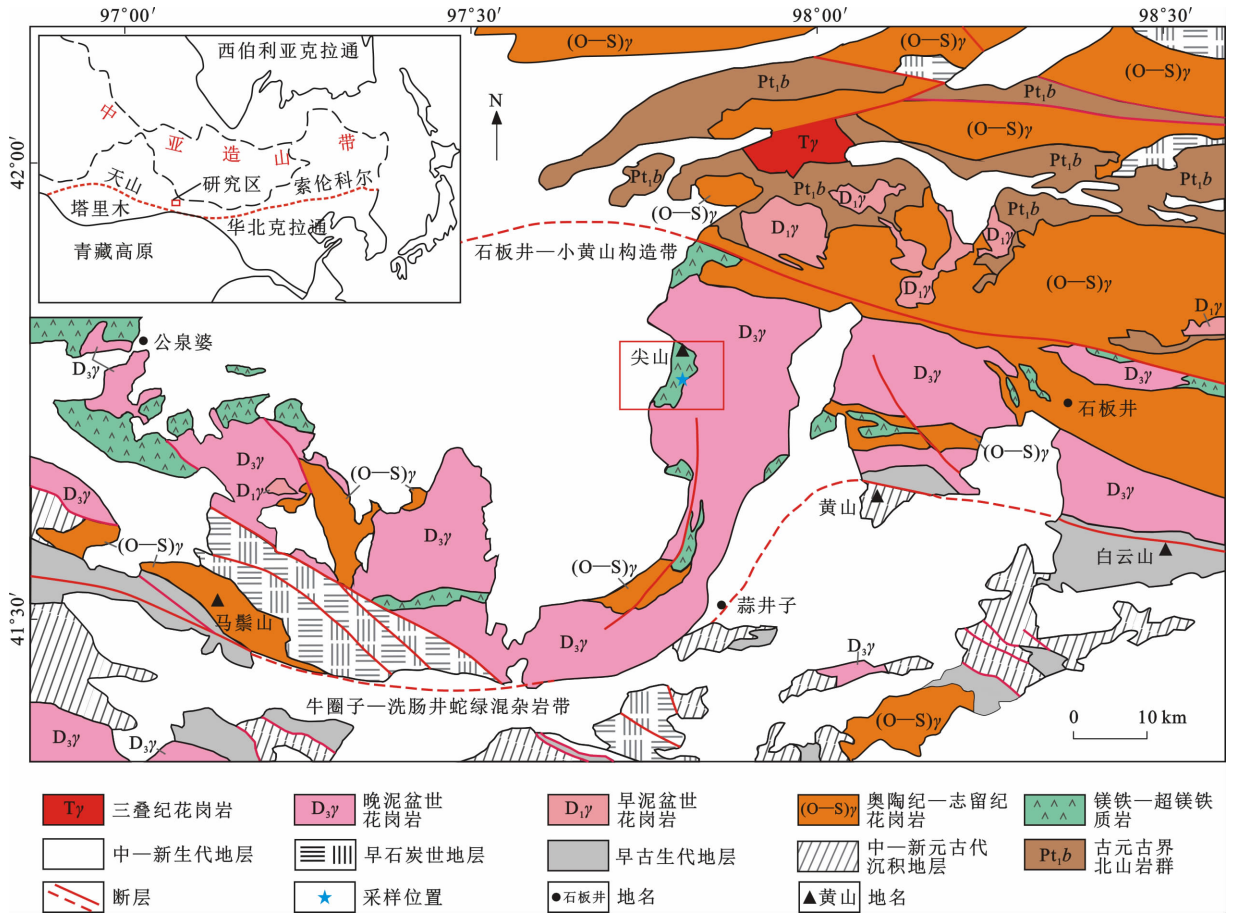 97°00′
97°30′
98°00′
98°30′
42°00′
41°30′
西伯利亚克拉通
中亚造山带
天山
研究区
索伦科尔
塔里木
华北克拉通
青藏高原
N
(O—S)γ
(O—S)γ
(O—S)γ
Pt₁b
Pt₁b
(O—S)γ
Tγ
Pt₁b
Pt₁b
Pt₁b
Pt₁b
D₁γ
Pt₁b
(O—S)γ
D₁γ
D₁γ
石板井—小黄山构造带
D₁γ
(O—S)γ
D₁γ
公泉婆
D₃γ
尖山
D₃γ
D₃γ
D₃γ
石板井
D₃γ
D₁γ
(O—S)γ
(O—S)γ
D₃γ
D₃γ
黄山
D₃γ
(O—S)γ
白云山
(O—S)γ
马鬃山
蒜井子
D₃γ
D₃γ
牛圈子—洗肠井蛇绿混杂岩带
(O—S)γ
D₃γ
D₃γ
0 10 km
Tγ 三叠纪花岗岩
D₃γ 晚泥盆世
花岗岩
D₁γ 早泥盆世
花岗岩
(O—S)γ 奥陶纪—志留纪
花岗岩
镁铁—超镁铁
质岩
中—新生代地层
早石炭世地层
早古生代地层
中—新元古代
沉积地层
Pt₁b 古元古界
北山岩群
断层
采样位置
石板井 地名
黄山 地名